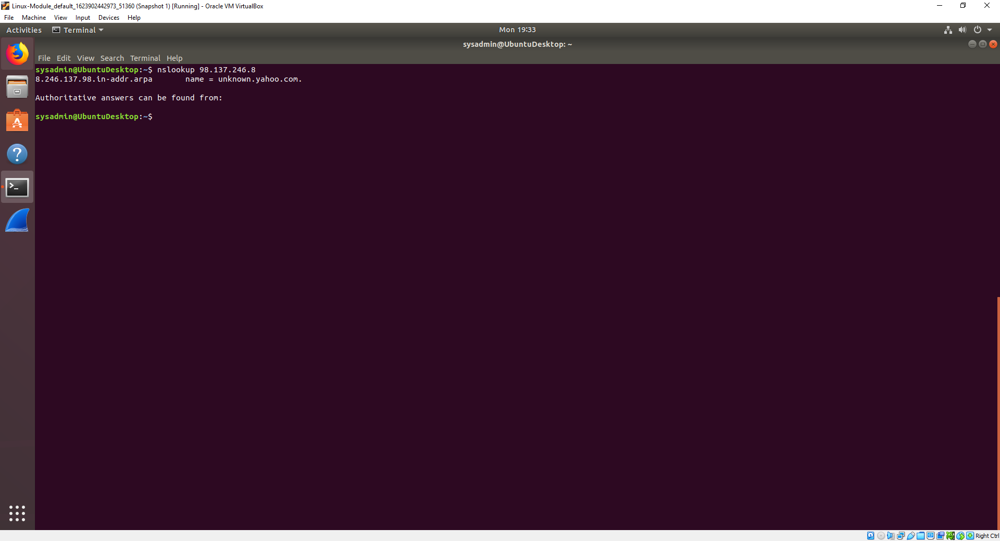 Linux-Module_default_1623902442973_51360 (Snapshot 1) [Running] - Oracle VM VirtualBox
File Machine View Input Devices Help
Activities Terminal Mon 19:33
sysadmin@UbuntuDesktop: ~
File Edit View Search Terminal Help
sysadmin@UbuntuDesktop:~$ nslookup 98.137.246.8
8.246.137.98.in-addr.arpa name = unknown.yahoo.com.
Authoritative answers can be found from:
sysadmin@UbuntuDesktop:~$
Right Ctrl